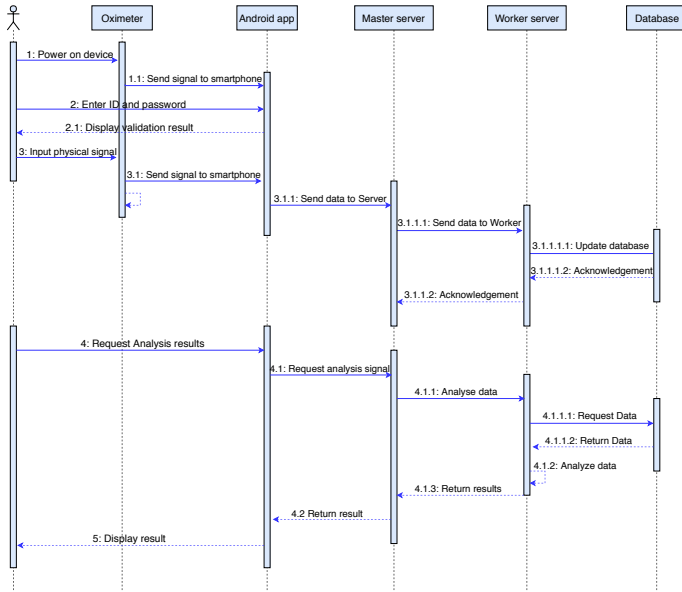 Oximeter
Android app
Master server
Worker server
Database
1: Power on device
1.1: Send signal to smartphone
2: Enter ID and password
2.1: Display validation result
3: Input physical signal
3.1: Send signal to smartphone
3.1.1: Send data to Server
3.1.1.1: Send data to Worker
3.1.1.1.1: Update database
3.1.1.1.2: Acknowledgement
3.1.1.2: Acknowledgement
4: Request Analysis results
4.1: Request analysis signal
4.1.1: Analyse data
4.1.1.1: Request Data
4.1.1.2: Return Data
4.1.2: Analyze data
4.1.3: Return results
4.2 Return result
5: Display result